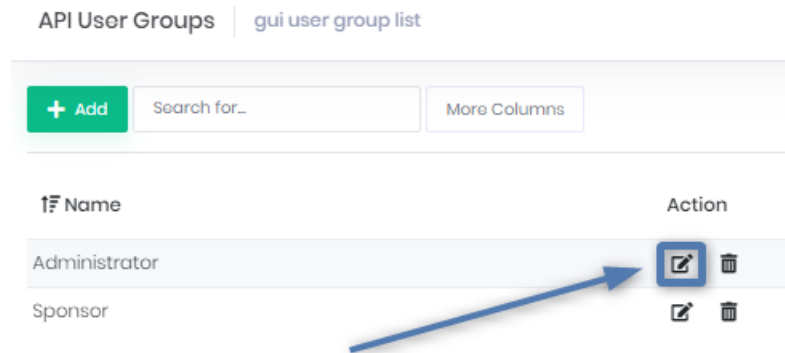 API User Groups gui user group list
+ Add Search for... More Columns
Name Action
Administrator
Sponsor